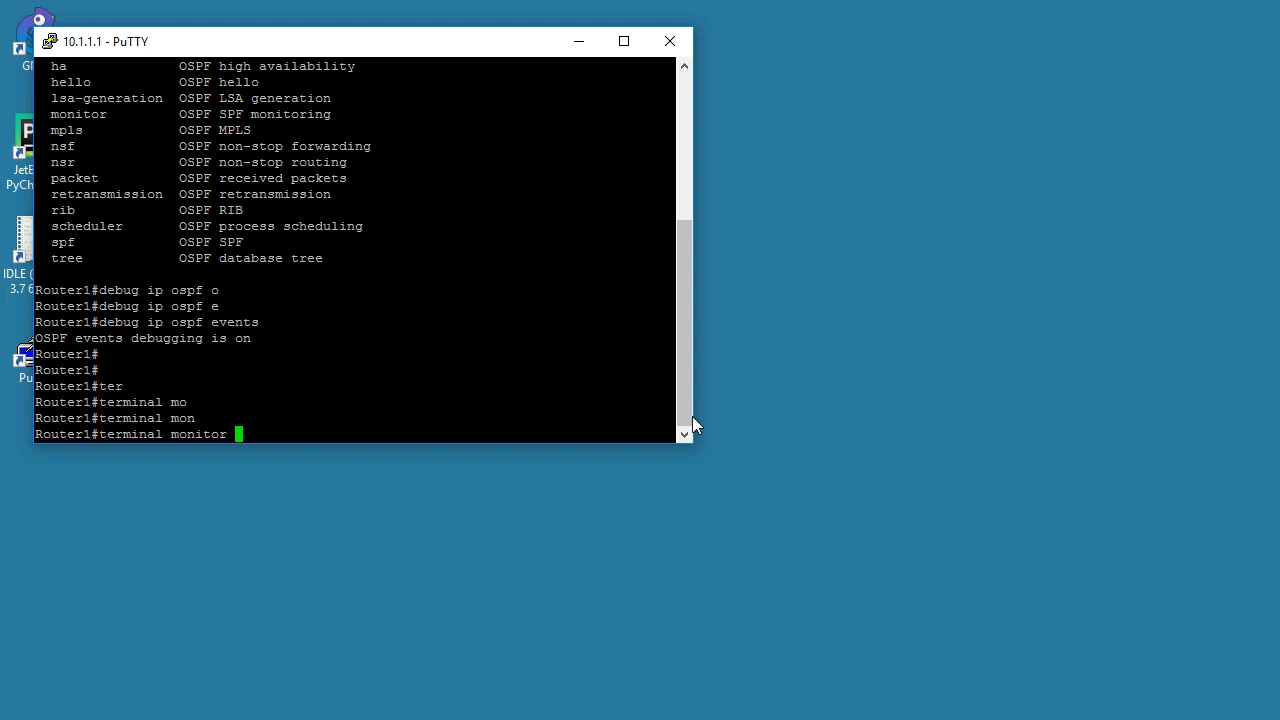 10.1.1.1 - PuTTY
ha OSPF high availability
hello OSPF hello
lsa-generation OSPF LSA generation
monitor OSPF SPF monitoring
mpls OSPF MPLS
nsf OSPF non-stop forwarding
nsr OSPF non-stop routing
packet OSPF received packets
retransmission OSPF retransmission
rib OSPF RIB
scheduler OSPF process scheduling
spf OSPF SPF
tree OSPF database tree
Router1#debug ip ospf o
Router1#debug ip ospf e
Router1#debug ip ospf events
OSPF events debugging is on
Router1#
Router1#
Router1#ter
Router1#terminal mo
Router1#terminal mon
Router1#terminal monitor
JetB
PyCh
IDLE (
3.7 6
Pu